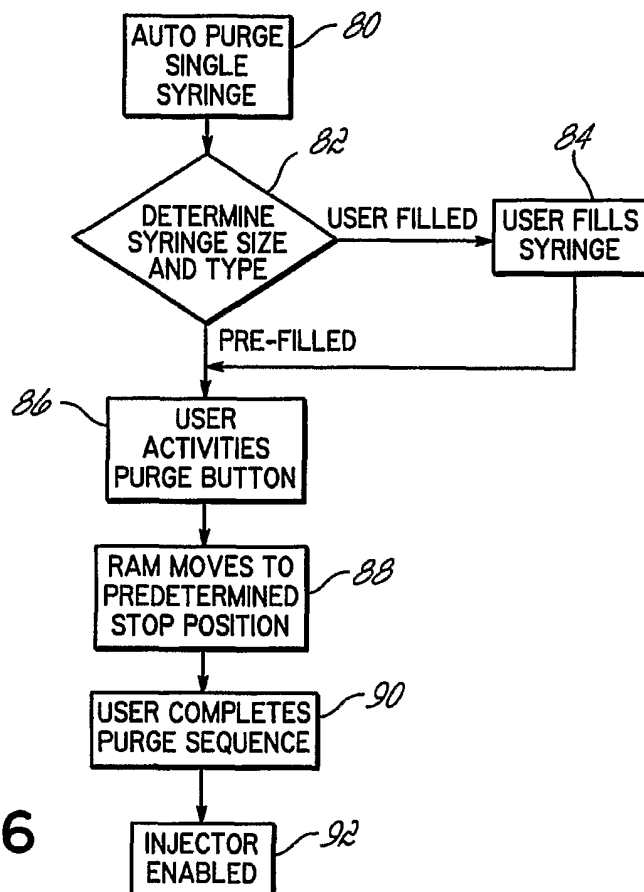 80
AUTO PURGE
SINGLE
SYRINGE
82
84
DETERMINE
SYRINGE SIZE
AND TYPE
USER FILLED
USER FILLS
SYRINGE
PRE-FILLED
86
USER
ACTIVITIES
PURGE BUTTON
RAM MOVES TO
PREDETERMINED
STOP POSITION
88
USER COMPLETES
PURGE SEQUENCE
90
6
INJECTOR
ENABLED
92